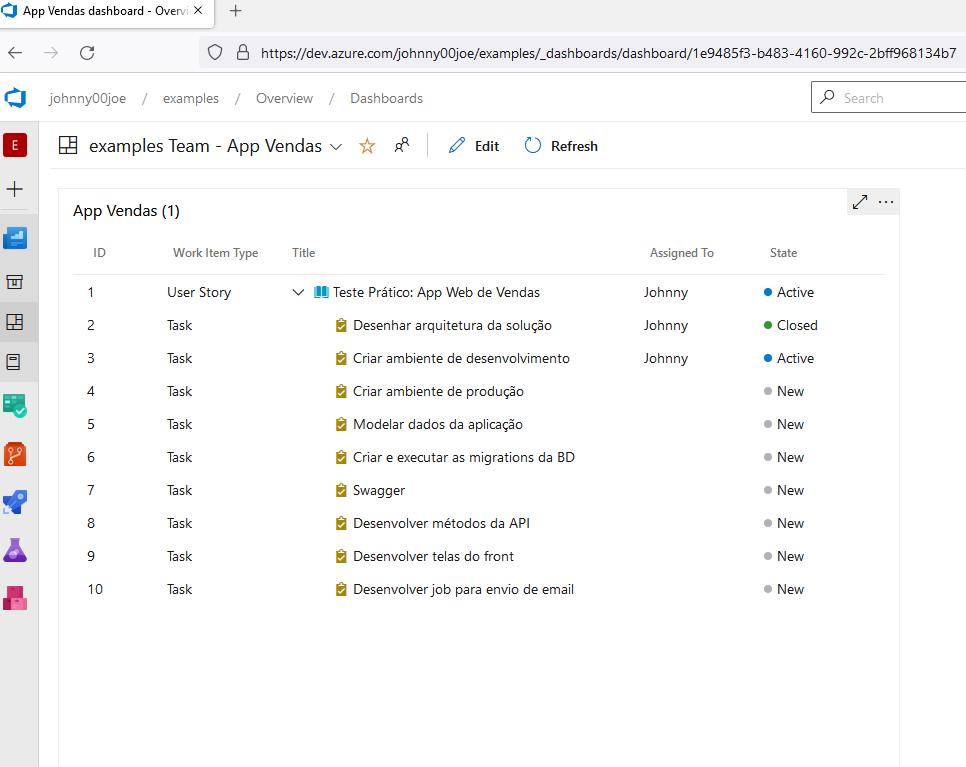 App Vendas dashboard - Overvi
https://dev.azure.com/johnny00joe/examples/_dashboards/dashboard/1e9485f3-b483-4160-992c-2bff968134b7
johnny00joe / examples / Overview / Dashboards Search
E
examples Team - App Vendas Edit Refresh
App Vendas (1)
ID Work Item Type Title Assigned To State
1 User Story Teste Prático: App Web de Vendas Johnny Active
2 Task Desenhar arquitetura da solução Johnny Closed
3 Task Criar ambiente de desenvolvimento Johnny Active
4 Task Criar ambiente de produção New
5 Task Modelar dados da aplicação New
6 Task Criar e executar as migrations da BD New
7 Task Swagger New
8 Task Desenvolver métodos da API New
9 Task Desenvolver telas do front New
10 Task Desenvolver job para envio de email New